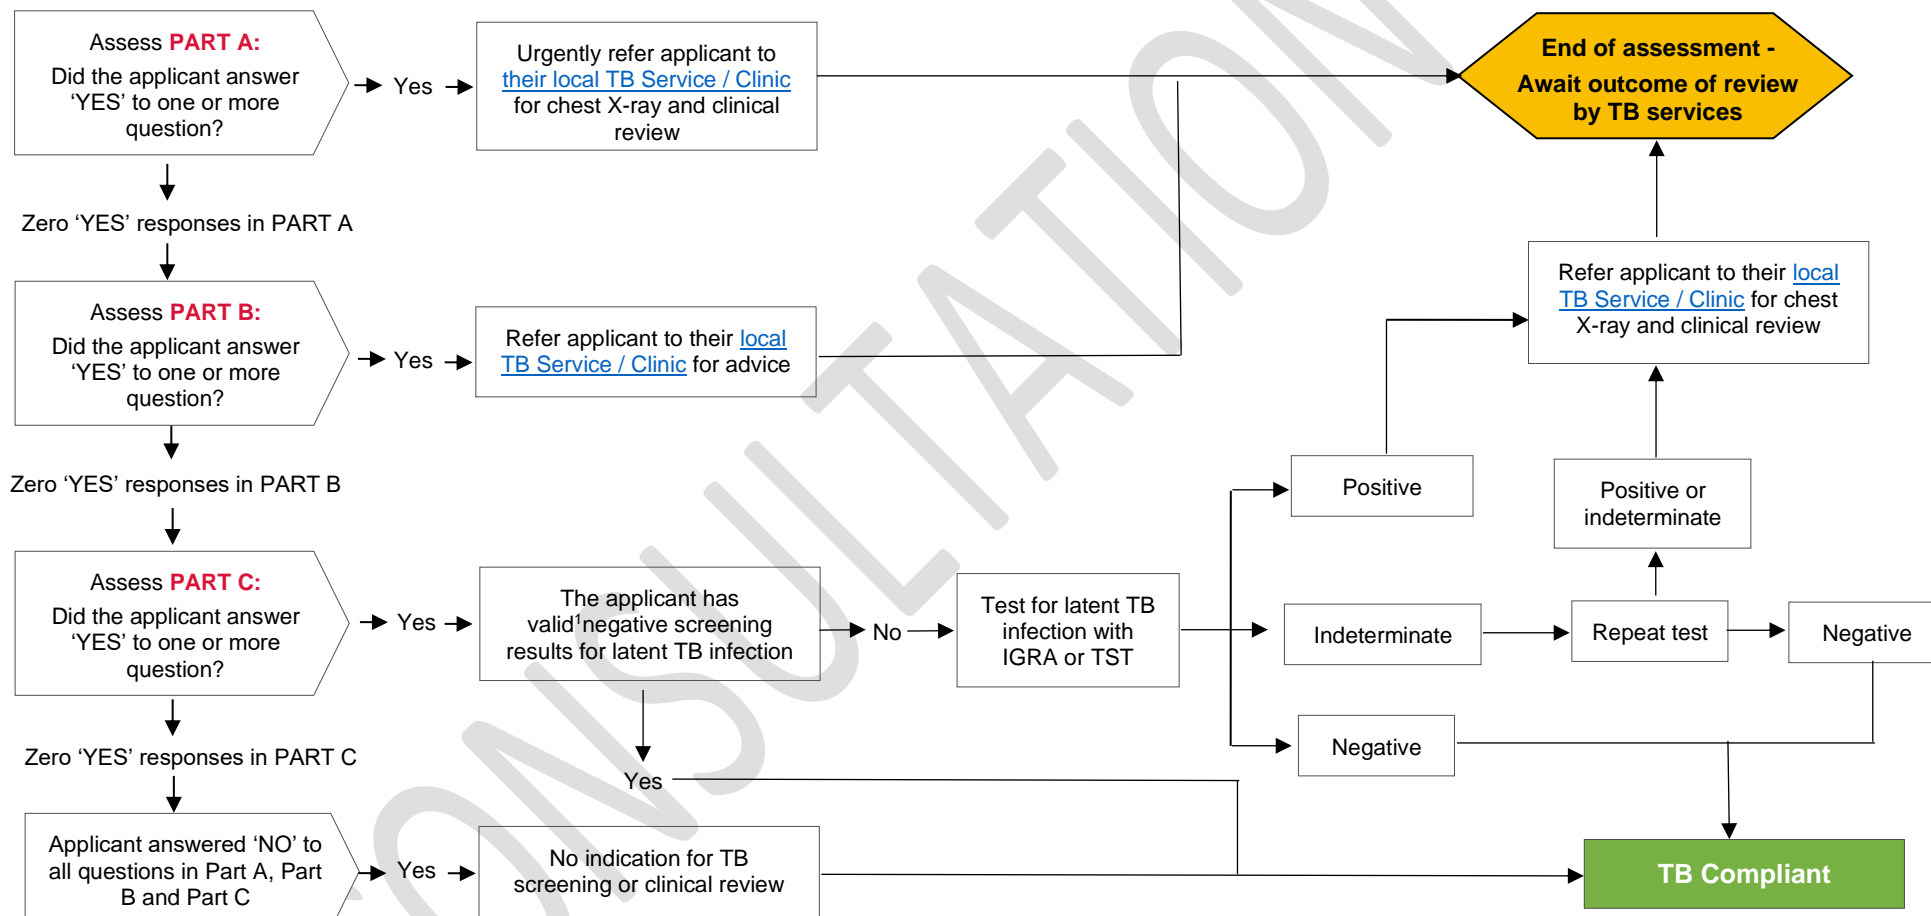 Assess PART A:
Did the applicant answer
‘YES’ to one or more
question?
Yes
Urgently refer applicant to
their local TB Service / Clinic
for chest X-ray and clinical
review
End of assessment -
Await outcome of review
by TB services
Zero ‘YES’ responses in PART A
Assess PART B:
Did the applicant answer
‘YES’ to one or more
question?
Yes
Refer applicant to their local
TB Service / Clinic for advice
Refer applicant to their local
TB Service / Clinic for chest
X-ray and clinical review
Zero ‘YES’ responses in PART B
Positive
Positive or
indeterminate
Assess PART C:
Did the applicant answer
‘YES’ to one or more
question?
Yes
The applicant has
valid¹negative screening
results for latent TB infection
No
Test for latent TB
infection with
IGRA or TST
Indeterminate
Repeat test
Negative
Negative
Zero ‘YES’ responses in PART C
Yes
Applicant answered ‘NO’ to
all questions in Part A, Part
B and Part C
Yes
No indication for TB
screening or clinical review
TB Compliant
CONSULTATION